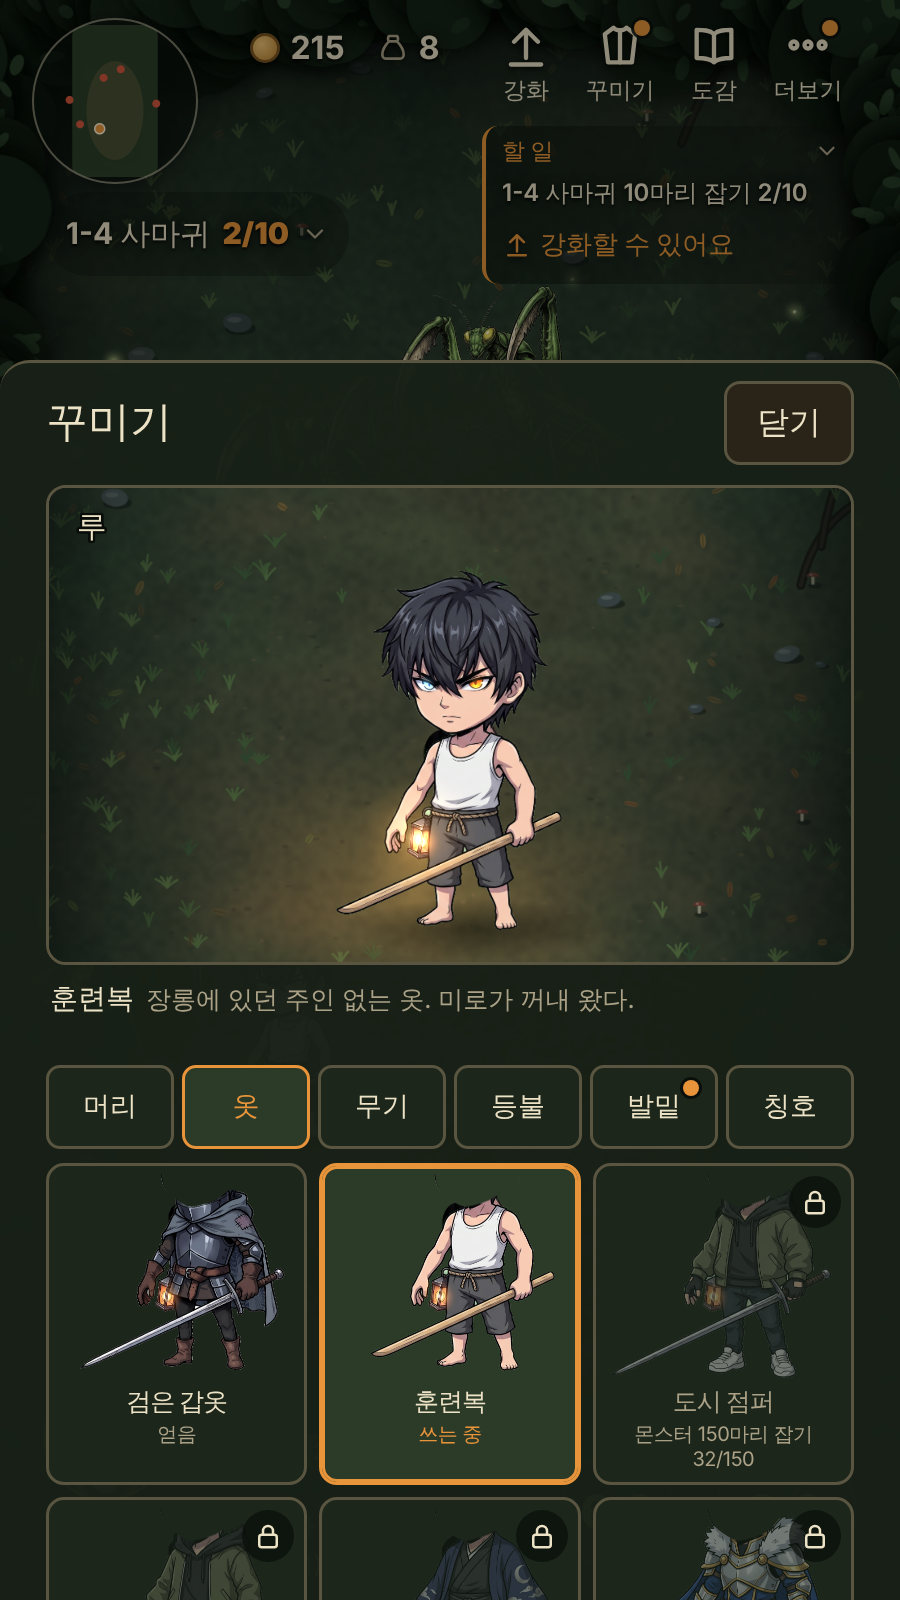 215
8
강화
꾸미기
도감
더보기
할 일
1-4 사마귀 10마리 잡기 2/10
강화할 수 있어요
1-4 사마귀 2/10
꾸미기
닫기
루
훈련복 장롱에 있던 주인 없는 옷. 미로가 꺼내 왔다.
머리
옷
무기
등불
발밑
칭호
검은 갑옷
얻음
훈련복
쓰는 중
도시 점퍼
몬스터 150마리 잡기
32/150